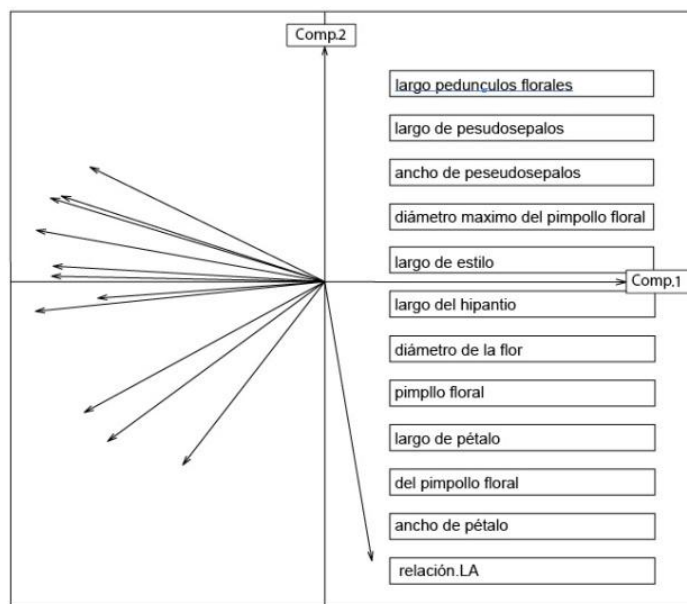 Comp.2
largo pedunçulos florales
largo de pesudosepalos
ancho de peseudosepalos
diámetro maximo del pimpollo floral
largo de estilo
Comp.1
largo del hipantio
diámetro de la flor
pimpllo floral
largo de pétalo
del pimpollo floral
ancho de pétalo
relación.LA